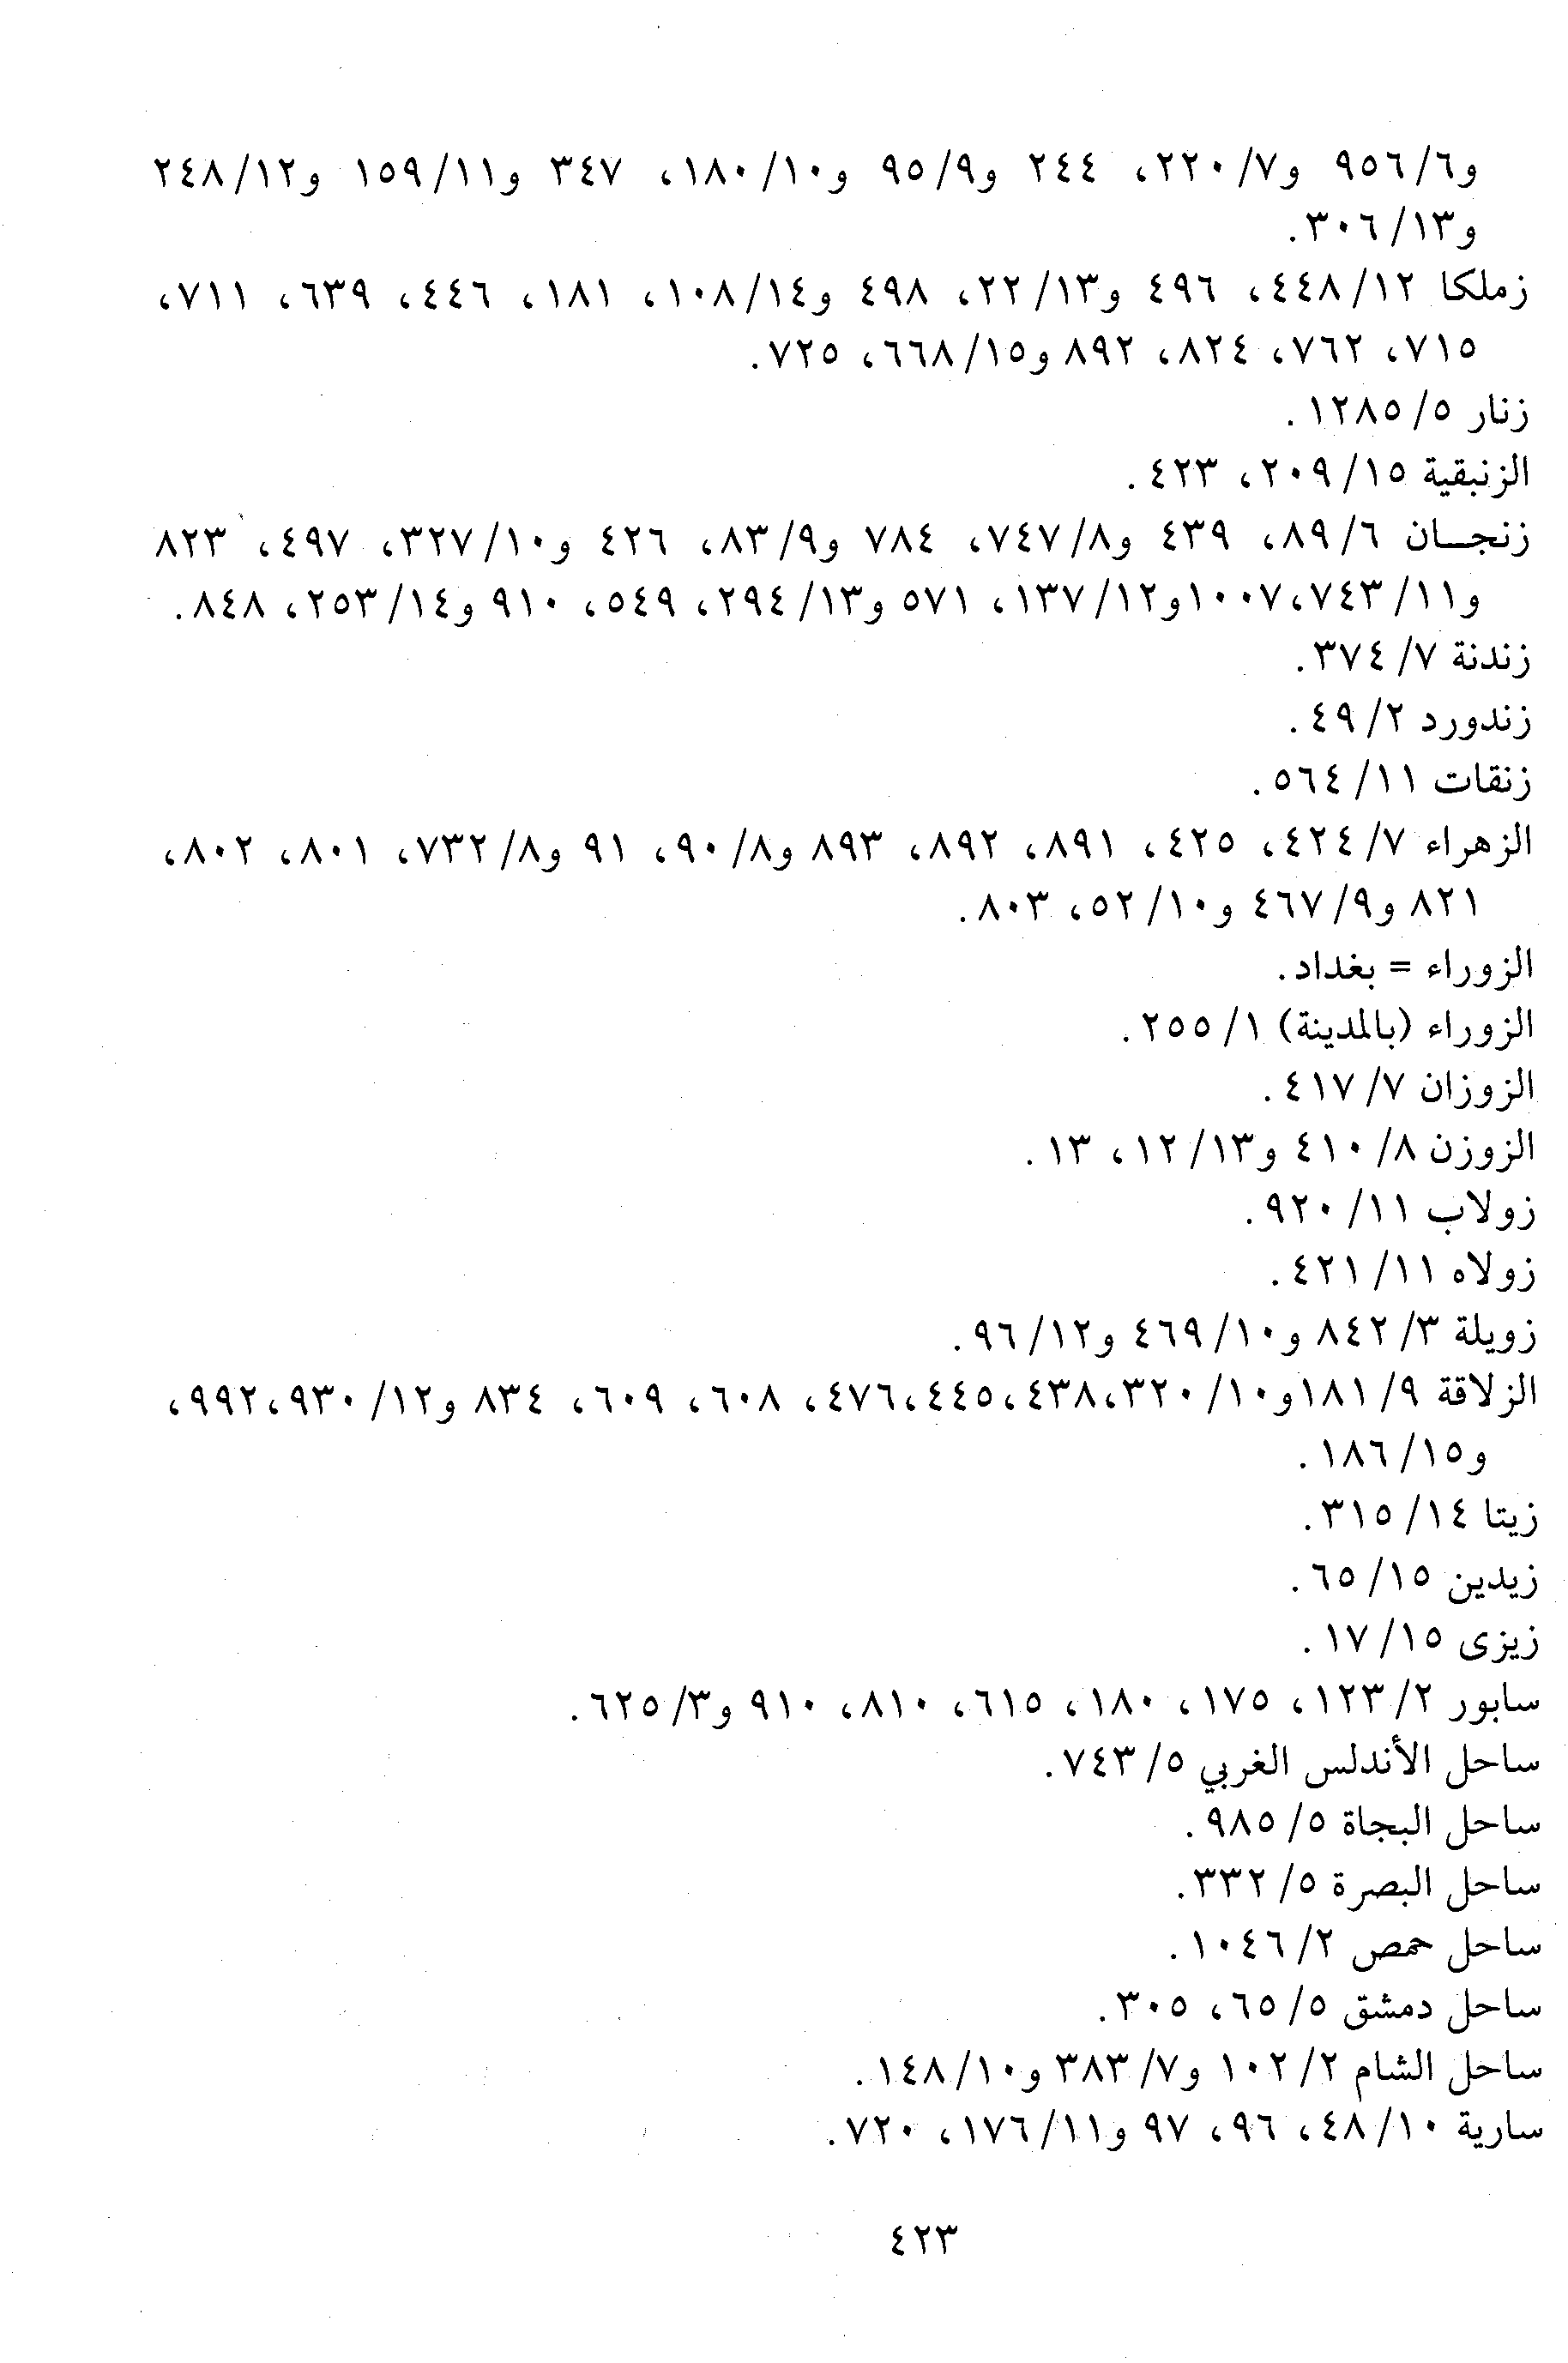 و٦/ ٩٥٦ و٧/ ٢٢٠، ٢٤٤ و٩/ ٩٥ و١٠/ ١٨٠، ٣٤٧ و١١/ ١٥٩ و١٢/ ٢٤٨
و١٣/ ٣٠٦.
زملكا ١٢/ ٤٤٨، ٤٩٦ و١٣/ ٢٢، ٤٩٨ و١٤/ ١٠٨، ١٨١، ٤٤٦، ٦٣٩، ٧١١،
٧١٥، ٧٦٢، ٨٢٤، ٨٩٢ و١٥/ ٦٦٨، ٧٢٥.
زنار ٥/ ١٢٨٥.
الزنبقية ١٥/ ٢٠٩، ٤٢٣.
زنجان ٦/ ٨٩، ٤٣٩ و٨/ ٧٤٧، ٧٨٤ و٩/ ٨٣، ٤٢٦ و١٠/ ٣٢٧، ٤٩٧، ٨٢٣
و١١/ ٧٤٣، ١٠٠٧ و١٢/ ١٣٧، ٥٧١ و١٣/ ٢٩٤، ٥٤٩، ٩١٠ و١٤/ ٢٥٣، ٨٤٨.
زندنة ٧/ ٣٧٤.
زندورد ٢/ ٤٩.
زنقات ١١/ ٥٦٤.
الزهراء ٧/ ٤٢٤، ٤٢٥، ٨٩١، ٨٩٢، ٨٩٣ و٨/ ٩٠، ٩١ و٨/ ٧٣٢، ٨٠١، ٨٠٢،
٨٢١ و٩/ ٤٦٧ و١٠/ ٥٢، ٨٠٣.
الزوراء = بغداد.
الزوراء (بالمدينة) ١/ ٢٥٥.
الزوزان ٧/ ٤١٧.
الزوزن ٨/ ٤١٠ و١٣/ ١٢، ١٣.
زولاب ١١/ ٩٢٠.
زولاه ١١/ ٤٢١.
زويلة ٣/ ٨٤٢ و١٠/ ٤٦٩ و١٢/ ٩٦.
الزلاقة ٩/ ١٨١ و١٠/ ٣٢٠، ٤٣٨، ٤٤٥، ٤٧٦، ٦٠٨، ٦٠٩، ٨٣٤ و١٢/ ٩٣٠، ٩٩٢،
و١٥/ ١٨٦.
زيتا ١٤/ ٣١٥.
زيدين ١٥/ ٦٥.
زيزى ١٥/ ١٧.
سابور ٢/ ١٢٣، ١٧٥، ١٨٠، ٦١٥، ٨١٠، ٩١٠ و٣/ ٦٢٥.
ساحل الأندلس الغربي ٥/ ٧٤٣.
ساحل البجاة ٥/ ٩٨٥.
ساحل البصرة ٥/ ٣٣٢.
ساحل حمص ٢/ ١٠٤٦.
ساحل دمشق ٥/ ٦٥، ٣٠٥.
ساحل الشام ٢/ ١٠٢ و٧/ ٣٨٣ و١٠/ ١٤٨.
سارية ١٠/ ٤٨، ٩٦، ٩٧ و١١/ ١٧٦، ٧٢٠.
٤٢٣